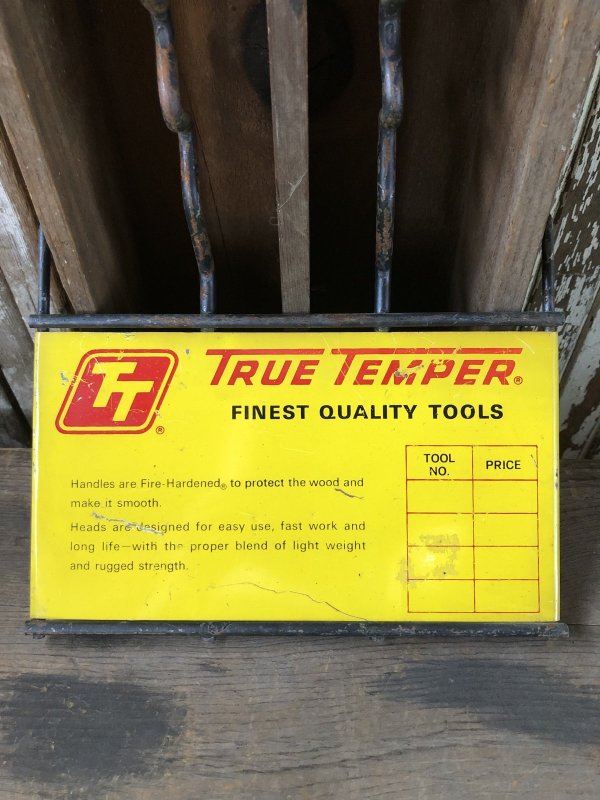 TT®
TRUE TEMPER®
FINEST QUALITY TOOLS
TOOL NO. PRICE
Handles are Fire-Hardened® to protect the wood and
make it smooth.
Heads are designed for easy use, fast work and
long life—with the proper blend of light weight
and rugged strength.